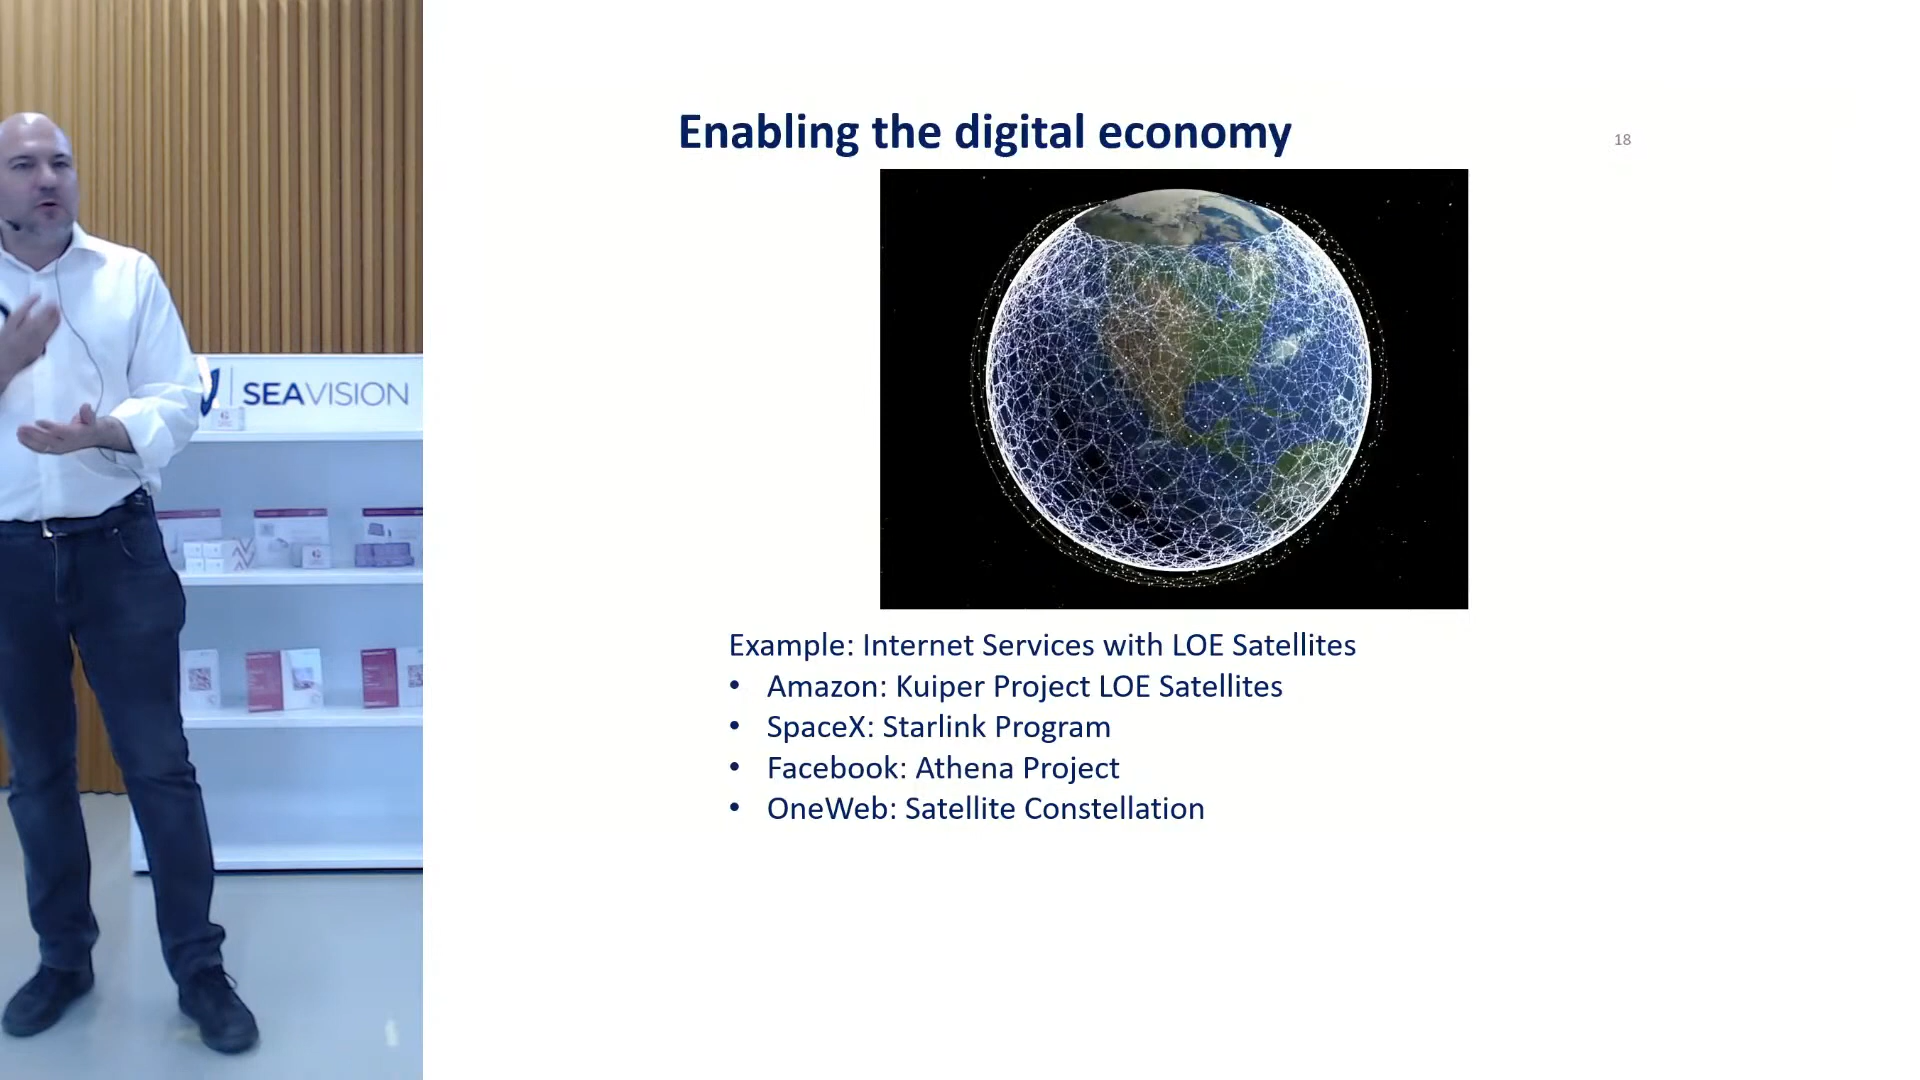 SEAVISION
Enabling the digital economy
18
Example: Internet Services with LOE Satellites
• Amazon: Kuiper Project LOE Satellites
• SpaceX: Starlink Program
• Facebook: Athena Project
• OneWeb: Satellite Constellation